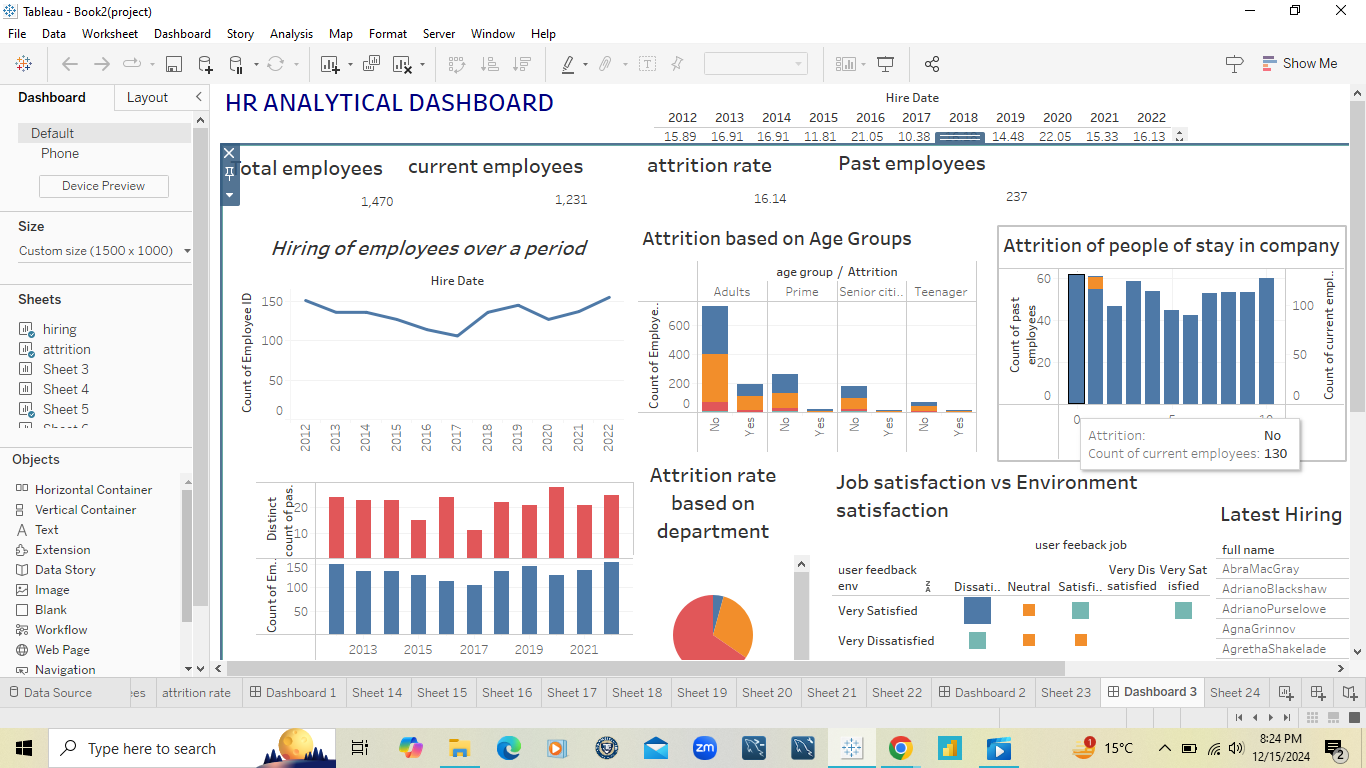 Tableau - Book2(project)
File Data Worksheet Dashboard Story Analysis Map Format Server Window Help
Show Me
Dashboard Layout
Default
Phone
Device Preview
Size
Custom size (1500 x 1000)
Sheets
hiring
attrition
Sheet 3
Sheet 4
Sheet 5
Objects
Horizontal Container
Vertical Container
Text
Extension
Data Story
Image
Blank
Workflow
Web Page
Navigation
HR ANALYTICAL DASHBOARD
Hire Date
2012 2013 2014 2015 2016 2017 2018 2019 2020 2021 2022
15.89 16.91 16.91 11.81 21.05 10.38 14.48 22.05 15.33 16.13
Total employees
1,470
current employees
1,231
attrition rate
16.14
Past employees
237
Hiring of employees over a period
Hire Date
Count of Employee ID
150
100
50
0
2012 2013 2014 2015 2016 2017 2018 2019 2020 2021 2022
Attrition based on Age Groups
age group / Attrition
Adults Prime Senior citi.. Teenager
Count of Employe..
600
400
200
0
No Yes No Yes No Yes No Yes
Attrition of people of stay in company
Count of past
employees
60
40
20
0
Count of current empl..
100
50
0
Attrition: No
Count of current employees: 130
Distinct
count of pas..
20
10
Count of Em..
150
100
50
2013 2015 2017 2019 2021
Attrition rate
based on
department
Job satisfaction vs Environment
satisfaction
user feeback job
user feedback
env
Dissati.. Neutral Satisfi..
Very Dis
satisfied
Very Sat
isfied
Very Satisfied
Very Dissatisfied
Latest Hiring
full name
AbraMacGray
AdrianoBlackshaw
AdrianoPurselowe
AgnaGrinnov
AgrethaShakelade
Data Source es attrition rate Dashboard 1 Sheet 14 Sheet 15 Sheet 16 Sheet 17 Sheet 18 Sheet 19 Sheet 20 Sheet 21 Sheet 22 Dashboard 2 Sheet 23 Dashboard 3 Sheet 24
Type here to search
zm
1
15°C
8:24 PM
12/15/2024
2